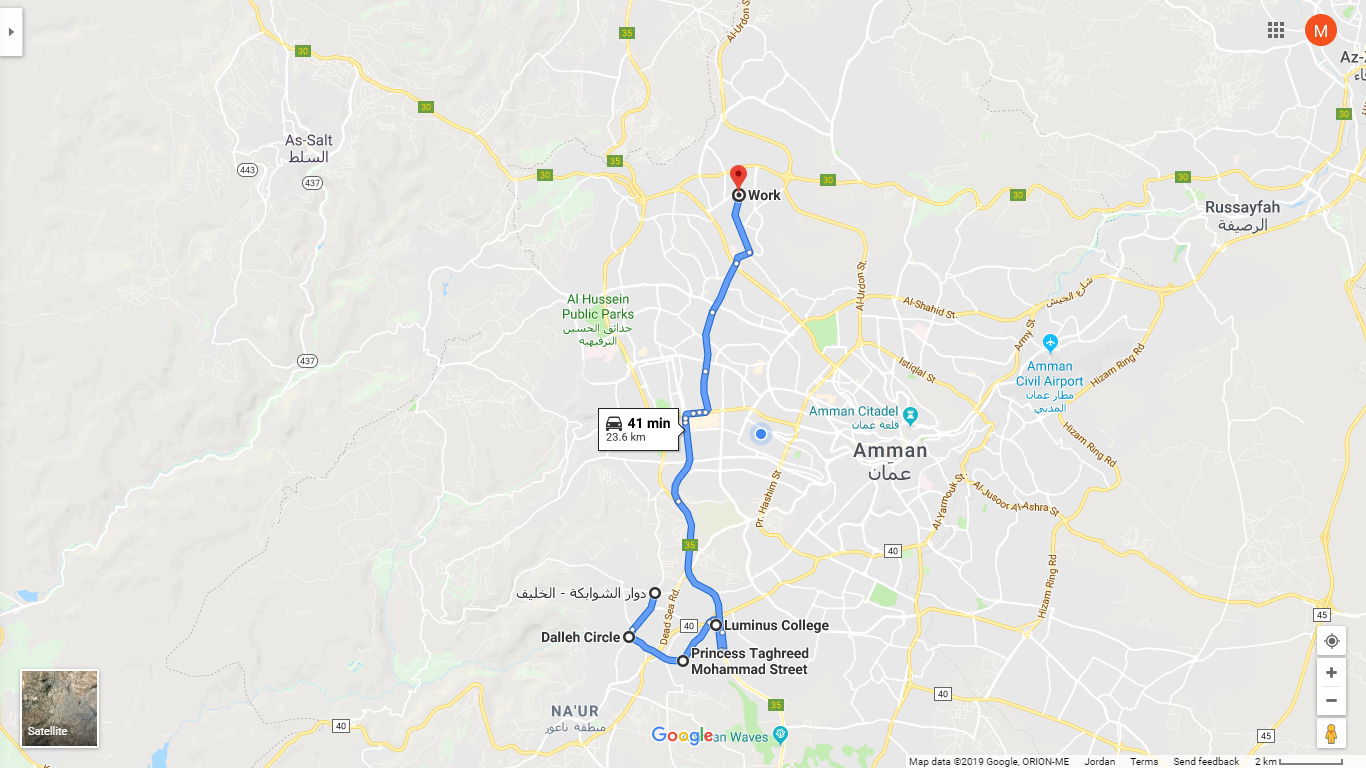 Al-Urdon St
35
30
M
Az-Z
30
30
As-Salt
السلط
443
437
35
30
30
30
30
Work
Russayfah
الرصيفة
Al-Urdon St.
Al-Shahid St.
شارع الجيش
Al Hussein
Public Parks
حدائق الحسين
الترفيهية
Army St
Istiqlal St
Amman
Civil Airport
مطار عمان
المدني
Hizam Ring Rd
437
Amman Citadel
قلعة عمان
41 min
23.6 km
Amman
عمّان
Hizam Ring Rd
Pr. Hashim St
Al-Yarmouk St
Al-Jusoor Al-Ashra St
35
40
Hizam Ring Rd
دوار الشوابكة - الخليف
Dead Sea Rd.
45
40
Luminus College
Dalleh Circle
Princess Taghreed
Mohammad Street
40
NA'UR
منطقة ناعور
35
40
45
Satellite
Google
an Waves
Map data ©2019 Google, ORION-ME
Jordan
Terms
Send feedback
2 km